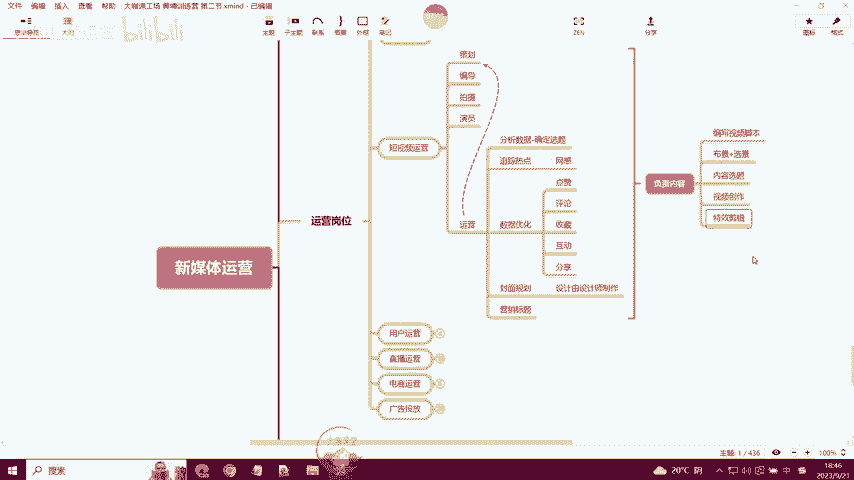 文件 编辑 插入 查看 帮助 大咖课工场 黄埔训练营 第二节.xmind - 已编辑
思维导图 大纲
主题 子主题 联系 概要 外框 笔记 ZEN 分享 图标 格式
bilibili
新媒体运营
运营岗位
短视频运营
策划
编导
拍摄
演员
运营
分析数据-确定选题
追踪热点 网感
数据优化
点赞
评论
收藏
互动
分享
封面规划 设计由设计师制作
营销标题
负责内容
编写视频脚本
布景+选景
内容选题
视频创作
特效剪辑
用户运营
直播运营
电商运营
广告投放
主题: 1 / 436 100%
搜索
20°C 阴
中
18:46
2023/9/21